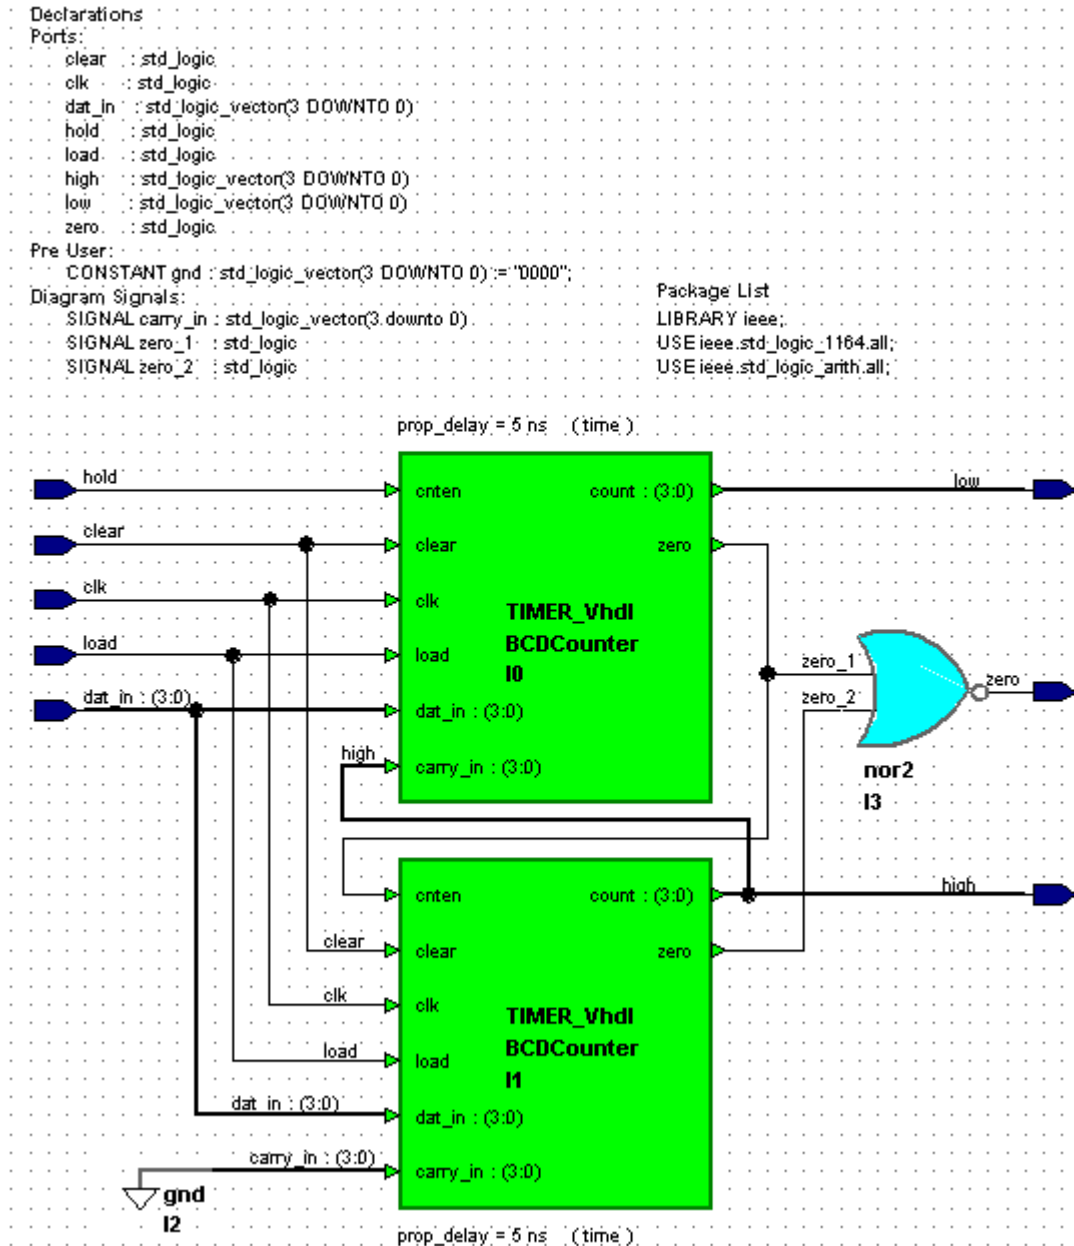 Declarations
Ports:
clear : std_logic
clk : std_logic
dat_in : std_logic_vector(3 DOWNTO 0)
hold : std_logic
load : std_logic
high : std_logic_vector(3 DOWNTO 0)
low : std_logic_vector(3 DOWNTO 0)
zero : std_logic
Pre User:
CONSTANT gnd : std_logic_vector(3 DOWNTO 0) := "0000";
Diagram Signals:
SIGNAL carry_in : std_logic_vector(3 downto 0)
SIGNAL zero_1 : std_logic
SIGNAL zero_2 : std_logic
Package List
LIBRARY ieee;
USE ieee.std_logic_1164.all;
USE ieee.std_logic_arith.all;
prop_delay = 5 ns ( time )
hold
cnten
count : (3:0)
low
clear
clear
zero
clk
clk
TIMER_Vhdl
BCDCounter
I0
load
load
dat_in : (3:0)
dat_in : (3:0)
high
carry_in : (3:0)
zero_1
zero_2
zero
nor2
I3
cnten
count : (3:0)
high
clear
clear
zero
clk
clk
TIMER_Vhdl
BCDCounter
I1
load
load
dat_in : (3:0)
dat_in : (3:0)
carry_in : (3:0)
carry_in : (3:0)
gnd
I2
prop_delay = 5 ns ( time )